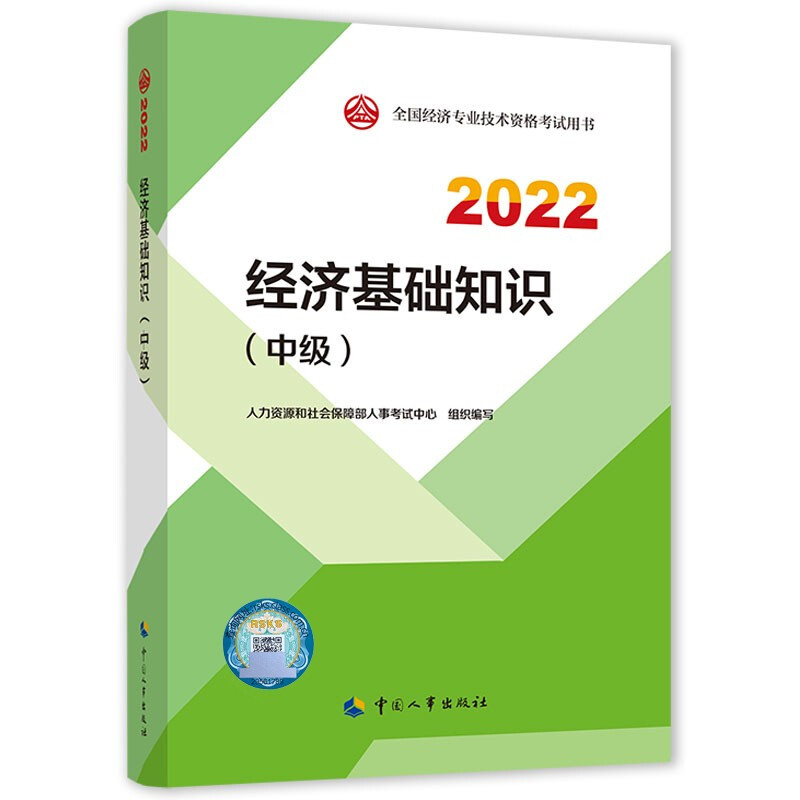 2022
经济基础知识(中级)
中国人事出版社
PTA
全国经济专业技术资格考试用书
2022
经济基础知识
(中级)
人力资源和社会保障部人事考试中心 组织编写
RSKS
中国人事出版社